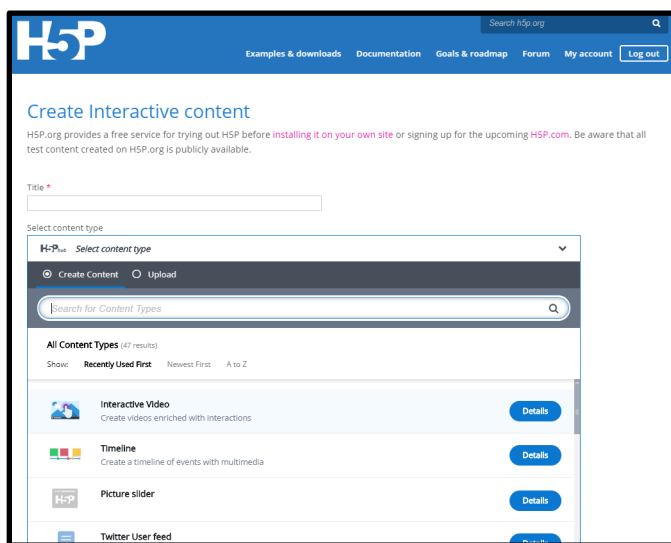 H5P
Search h5p.org
Examples & downloads Documentation Goals & roadmap Forum My account Log out
Create Interactive content
H5P.org provides a free service for trying out H5P before installing it on your own site or signing up for the upcoming H5P.com. Be aware that all
test content created on H5P.org is publicly available.
Title *
Select content type
H5P Hub Select content type
Create Content Upload
Search for Content Types
All Content Types (47 results)
Show: Recently Used First Newest First A to Z
Interactive Video
Create videos enriched with interactions
Details
Timeline
Create a timeline of events with multimedia
Details
H5P
Picture slider
Details
Twitter User feed
Details